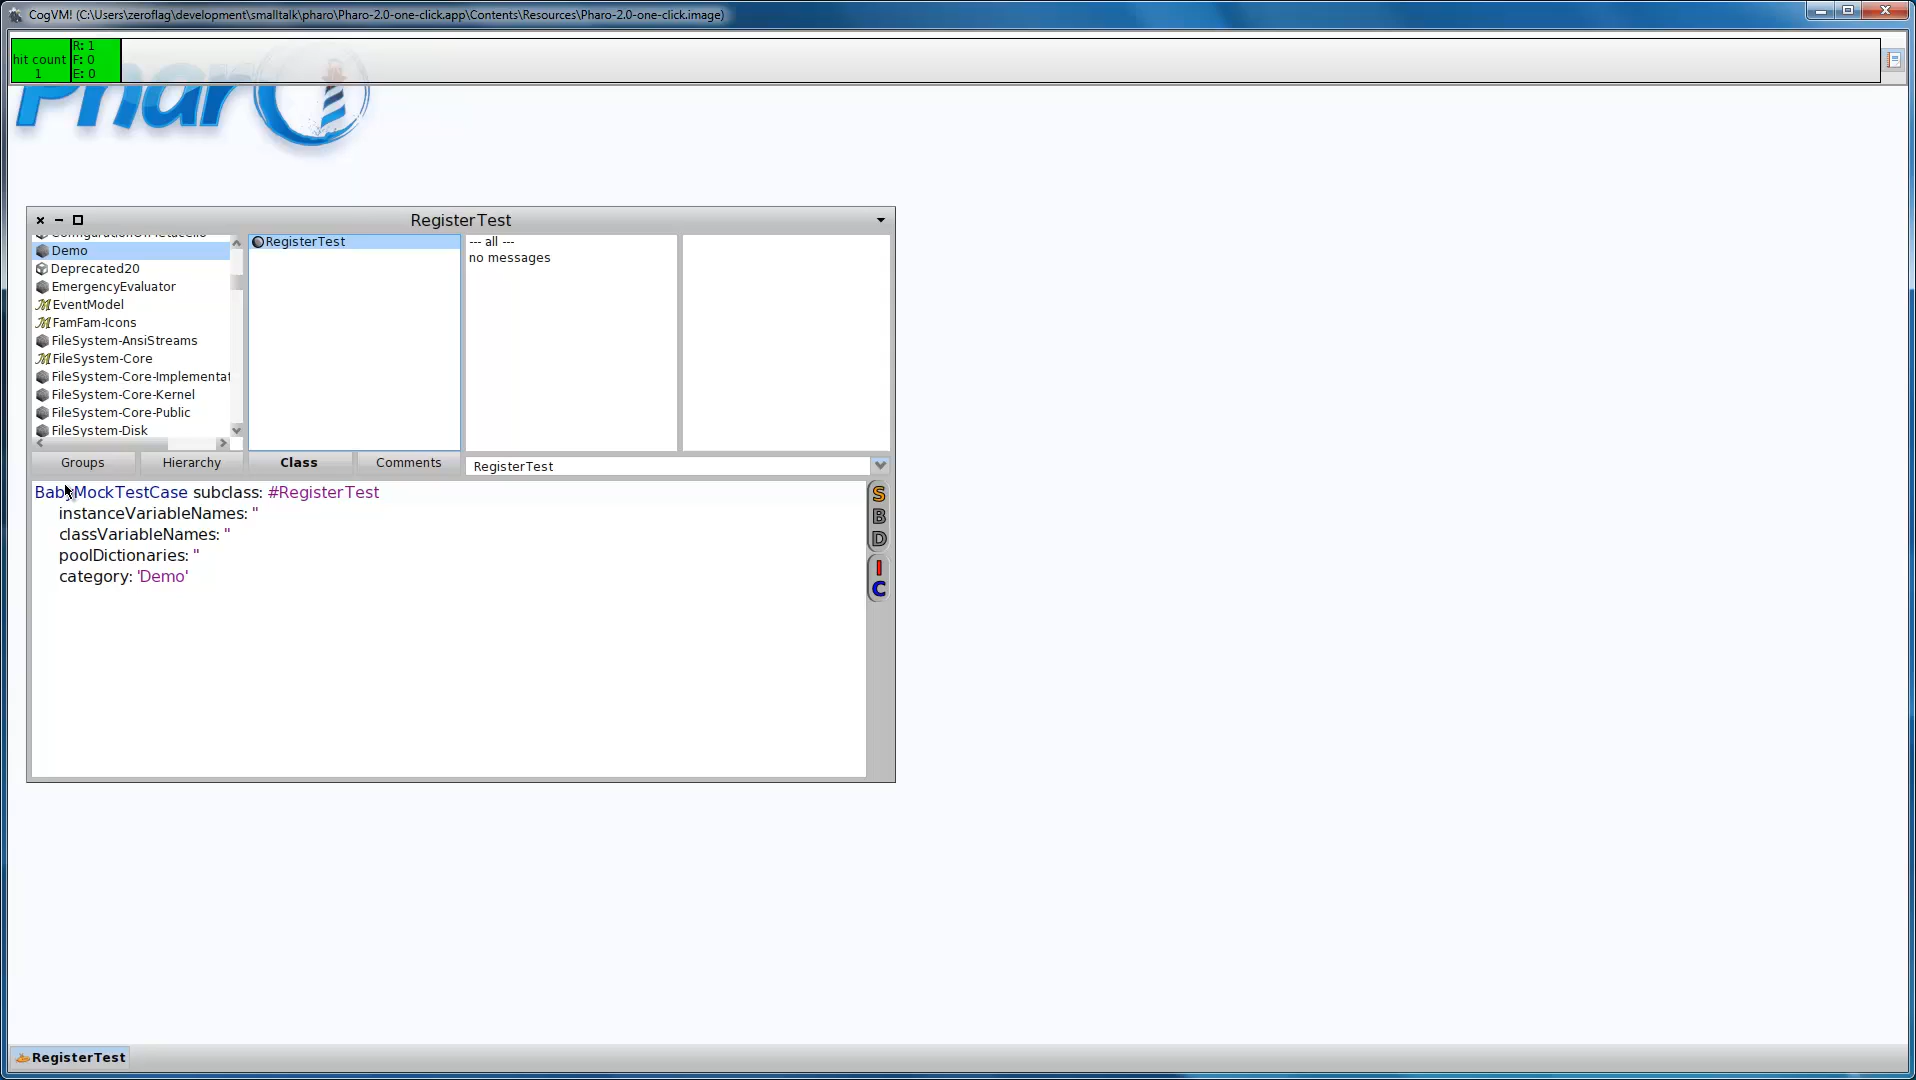 CogVM! (C:\Users\zeroflag\development\smalltalk\pharo\Pharo-2.0-one-click.app\Contents\Resources\Pharo-2.0-one-click.image)
hit count
1
R: 1
F: 0
E: 0
Pharo
RegisterTest
Demo
Deprecated20
EmergencyEvaluator
EventModel
FamFam-Icons
FileSystem-AnsiStreams
FileSystem-Core
FileSystem-Core-Implementat
FileSystem-Core-Kernel
FileSystem-Core-Public
FileSystem-Disk
RegisterTest
--- all ---
no messages
Groups
Hierarchy
Class
Comments
RegisterTest
BabyMockTestCase subclass: #RegisterTest
instanceVariableNames: ''
classVariableNames: ''
poolDictionaries: ''
category: 'Demo'
S
B
D
I
C
RegisterTest